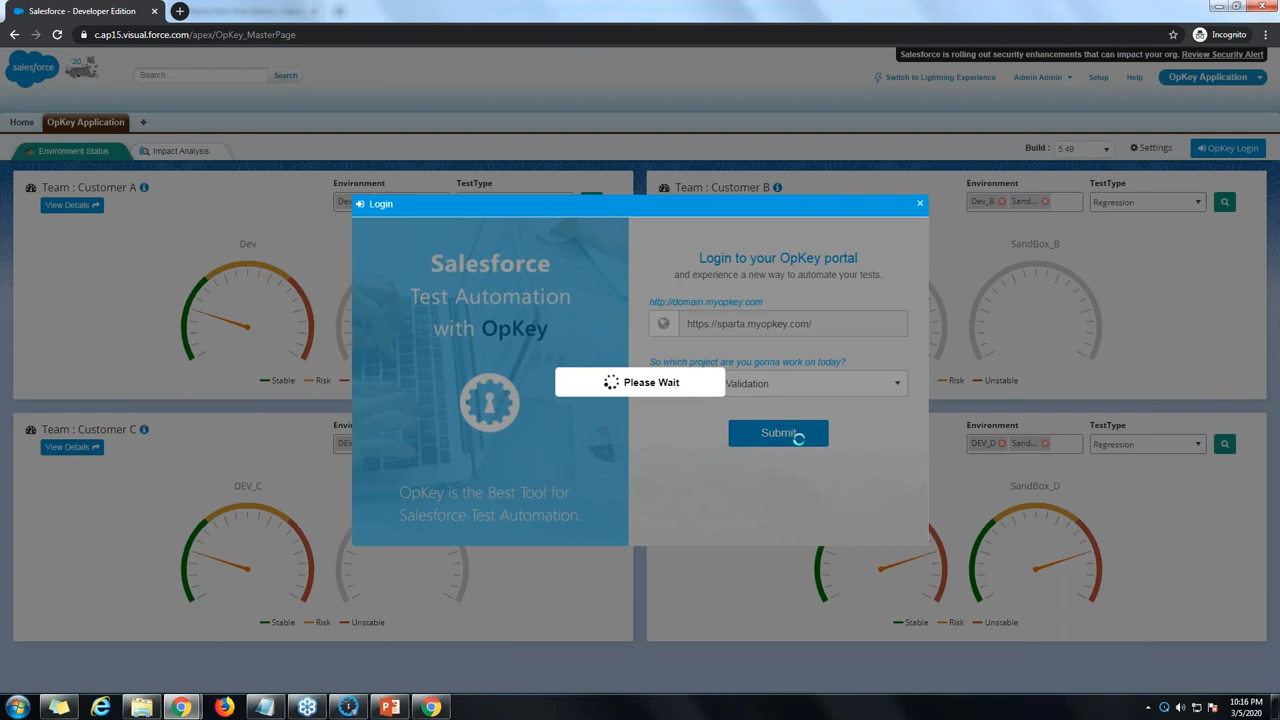 Salesforce - Developer Edition
c.ap15.visual.force.com/apex/OpKey_MasterPage
Incognito
Salesforce is rolling out security enhancements that can impact your org. Review Security Alert
salesforce
'20
Search...
Search
Switch to Lightning Experience
Admin Admin
Setup
Help
OpKey Application
Home
OpKey Application
+
Environment Status
Impact Analysis
Build :
5.49
Settings
OpKey Login
Team : Customer A
Environment
TestType
View Details
Dev
Team : Customer B
Environment
TestType
Dev_B
Sand...
Regression
SandBox_B
Stable
Risk
Risk
Unstable
Login
×
Salesforce
Test Automation
with OpKey
OpKey is the Best Tool for
Salesforce Test Automation.
Login to your OpKey portal
and experience a new way to automate your tests.
http://domain.myopkey.com
https://sparta.myopkey.com/
So which project are you gonna work on today?
Validation
Please Wait
Submit
Team : Customer C
View Details
DEV_C
Environment
TestType
DEV_D
Sand...
Regression
SandBox_D
Stable
Risk
Unstable
Stable
Risk
Unstable
10:16 PM
3/5/2020